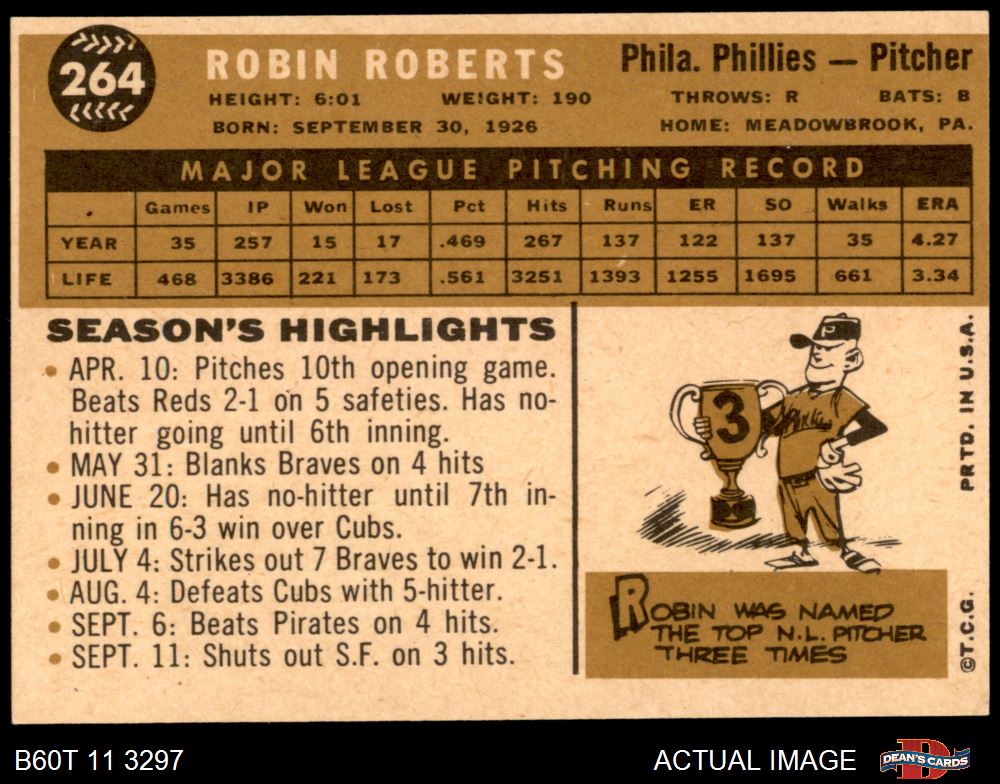 264
ROBIN ROBERTS
Phila. Phillies — Pitcher
HEIGHT: 6:01 WEIGHT: 190 THROWS: R BATS: B
BORN: SEPTEMBER 30, 1926 HOME: MEADOWBROOK, PA.
MAJOR LEAGUE PITCHING RECORD
Games IP Won Lost Pct Hits Runs ER SO Walks ERA
YEAR 35 257 15 17 .469 267 137 122 137 35 4.27
LIFE 468 3386 221 173 .561 3251 1393 1255 1695 661 3.34
SEASON'S HIGHLIGHTS
• APR. 10: Pitches 10th opening game.
Beats Reds 2-1 on 5 safeties. Has no-
hitter going until 6th inning.
• MAY 31: Blanks Braves on 4 hits
• JUNE 20: Has no-hitter until 7th in-
ning in 6-3 win over Cubs.
• JULY 4: Strikes out 7 Braves to win 2-1.
• AUG. 4: Defeats Cubs with 5-hitter.
• SEPT. 6: Beats Pirates on 4 hits.
• SEPT. 11: Shuts out S.F. on 3 hits.
3
ROBIN WAS NAMED
THE TOP N.L. PITCHER
THREE TIMES
PRTD. IN U.S.A.
©T.C.G.
B60T 11 3297
ACTUAL IMAGE
DEAN'S CARDS